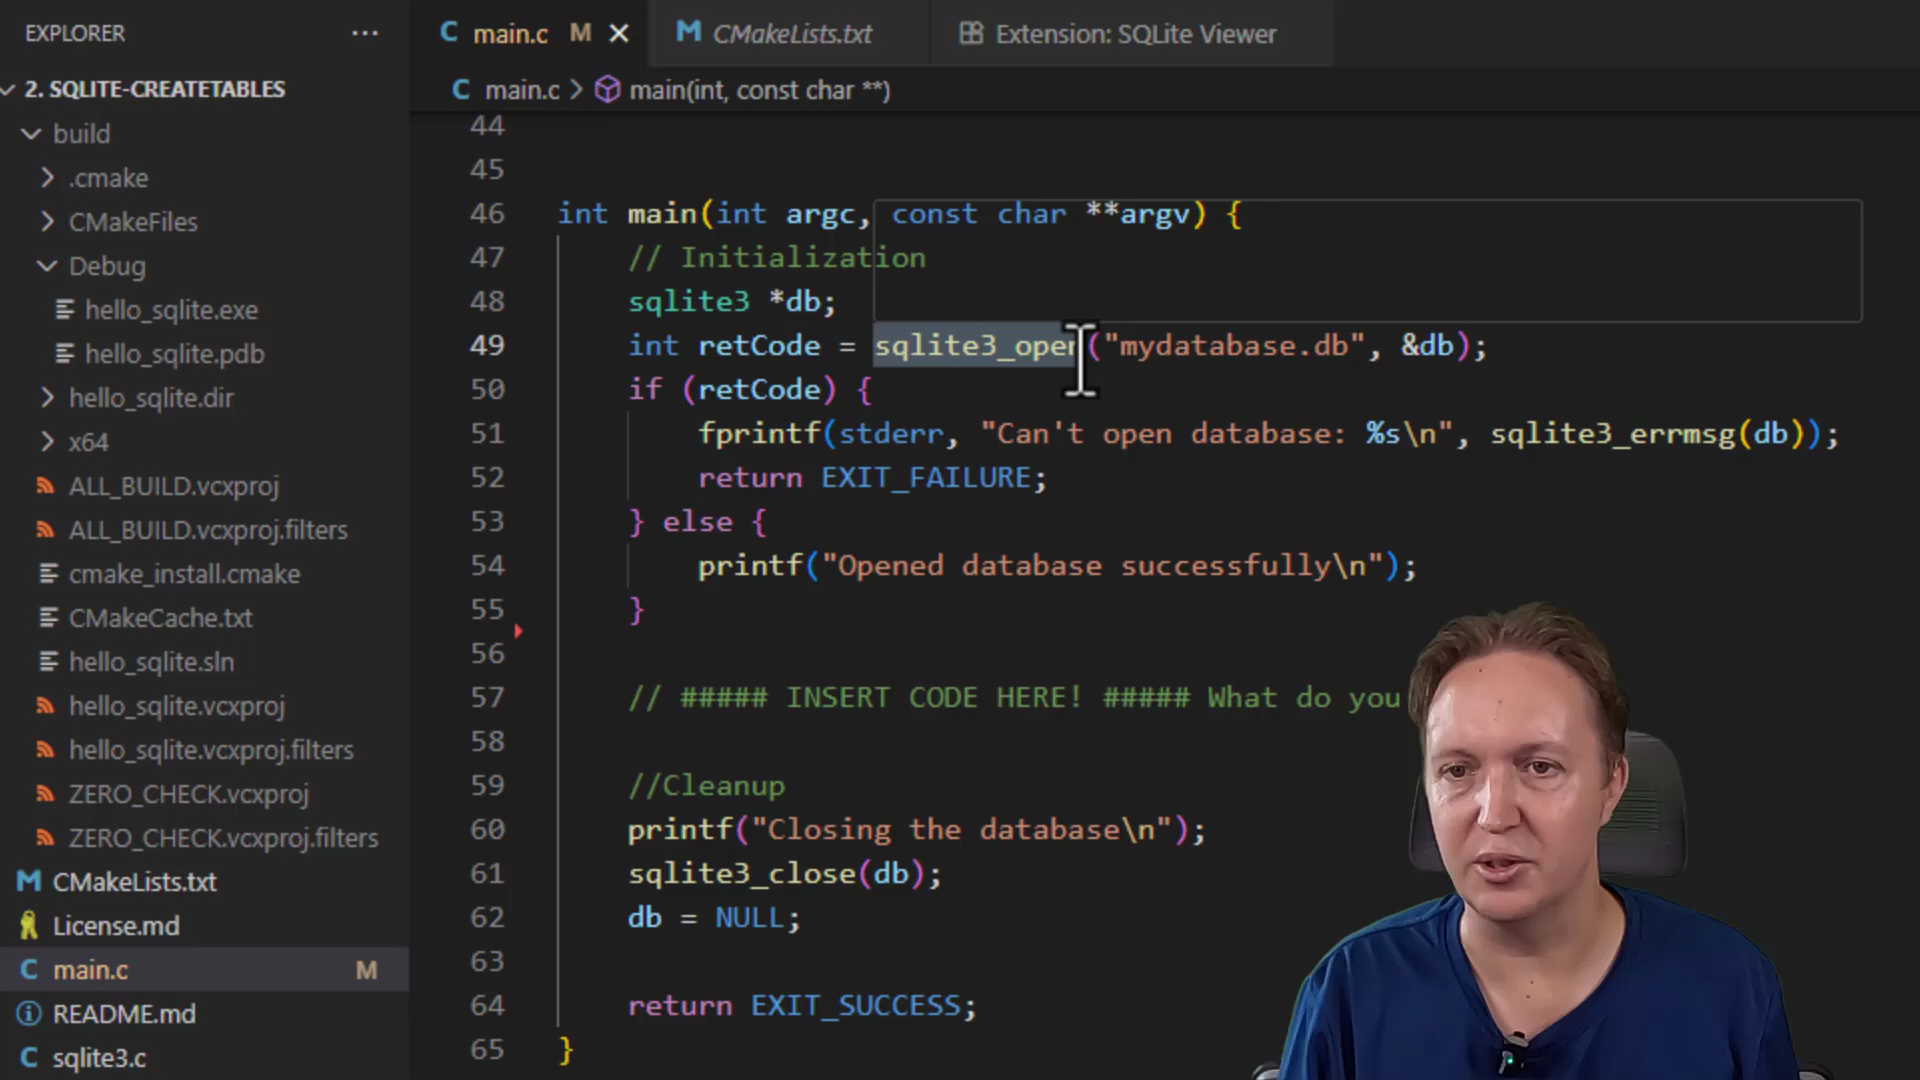 EXPLORER ...
2. SQLITE-CREATETABLES
build
.cmake
CMakeFiles
Debug
hello_sqlite.exe
hello_sqlite.pdb
hello_sqlite.dir
x64
ALL_BUILD.vcxproj
ALL_BUILD.vcxproj.filters
cmake_install.cmake
CMakeCache.txt
hello_sqlite.sln
hello_sqlite.vcxproj
hello_sqlite.vcxproj.filters
ZERO_CHECK.vcxproj
ZERO_CHECK.vcxproj.filters
M CMakeLists.txt
License.md
C main.c M
README.md
C sqlite3.c
C main.c M
M CMakeLists.txt
Extension: SQLite Viewer
C main.c > main(int, const char **)
44
45
46 int main(int argc, const char **argv) {
47 // Initialization
48 sqlite3 *db;
49 int retCode = sqlite3_open("mydatabase.db", &db);
50 if (retCode) {
51 fprintf(stderr, "Can't open database: %s\n", sqlite3_errmsg(db));
52 return EXIT_FAILURE;
53 } else {
54 printf("Opened database successfully\n");
55 }
56
57 // ##### INSERT CODE HERE! ##### What do you
58
59 //Cleanup
60 printf("Closing the database\n");
61 sqlite3_close(db);
62 db = NULL;
63
64 return EXIT_SUCCESS;
65 }